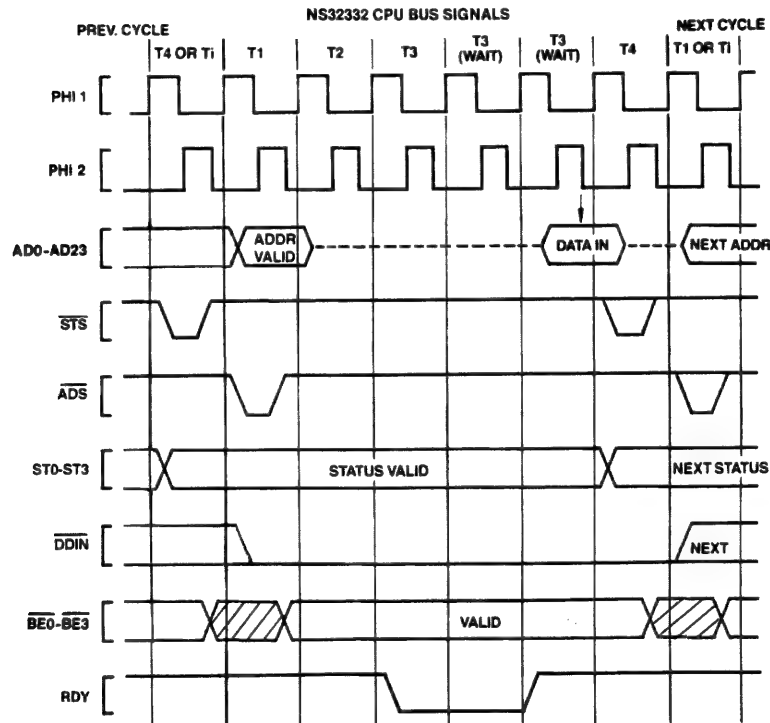 NS32332 CPU BUS SIGNALS
PREV. CYCLE
NEXT CYCLE
T4 OR Ti
T1
T2
T3
T3
(WAIT)
T3
(WAIT)
T4
T1 OR Ti
PHI 1
PHI 2
AD0-AD23
ADDR
VALID
DATA IN
NEXT ADDR
STS
ADS
ST0-ST3
STATUS VALID
NEXT STATUS
DDIN
NEXT
BE0-BE3
VALID
RDY